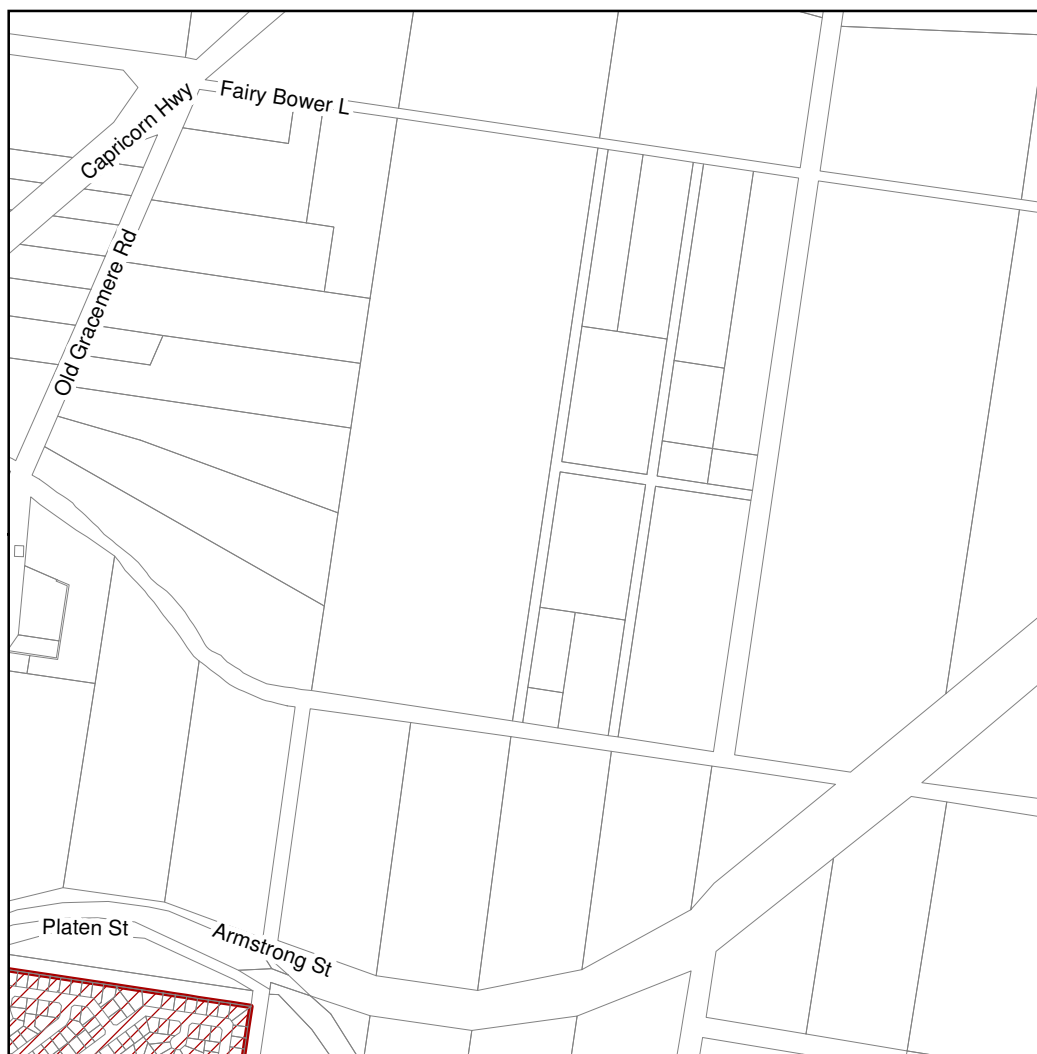 Fairy Bower L
Capricorn Hwy
Old Gracemere Rd
Platen St
Armstrong St